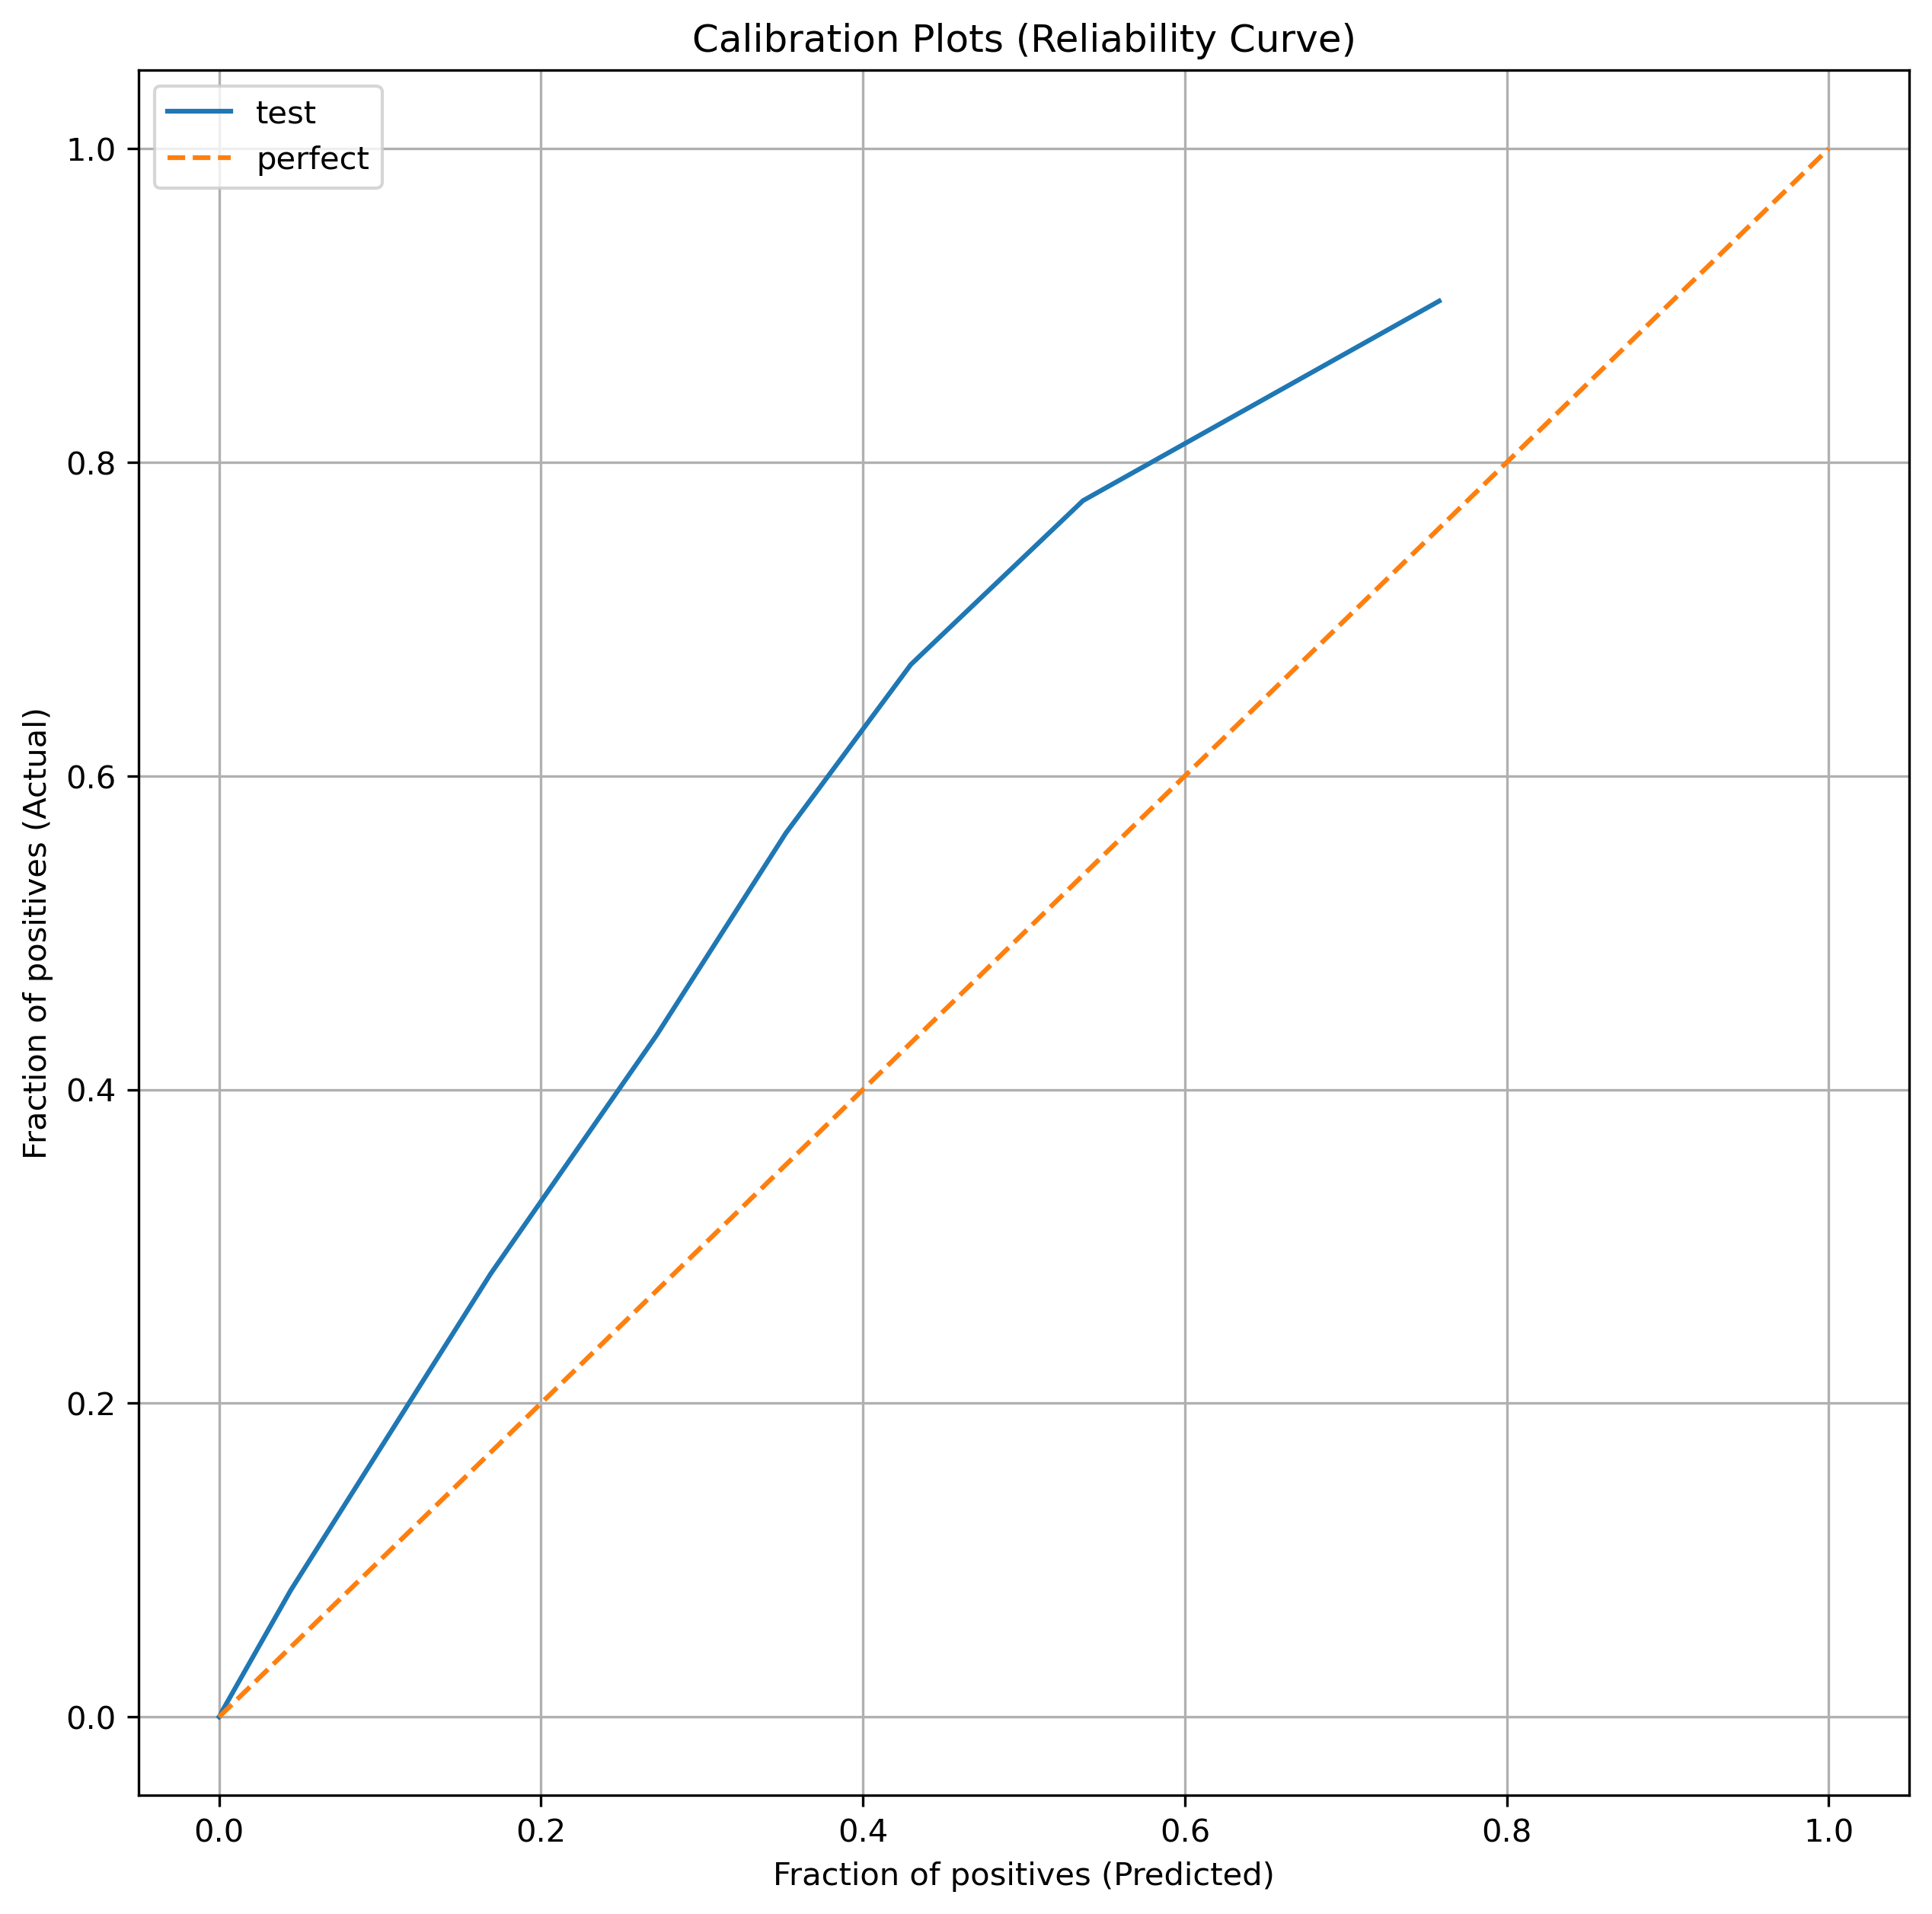 Calibration Plots (Reliability Curve)
test
perfect
1.0
0.8
0.6
0.4
0.2
0.0
Fraction of positives (Actual)
0.0 0.2 0.4 0.6 0.8 1.0
Fraction of positives (Predicted)